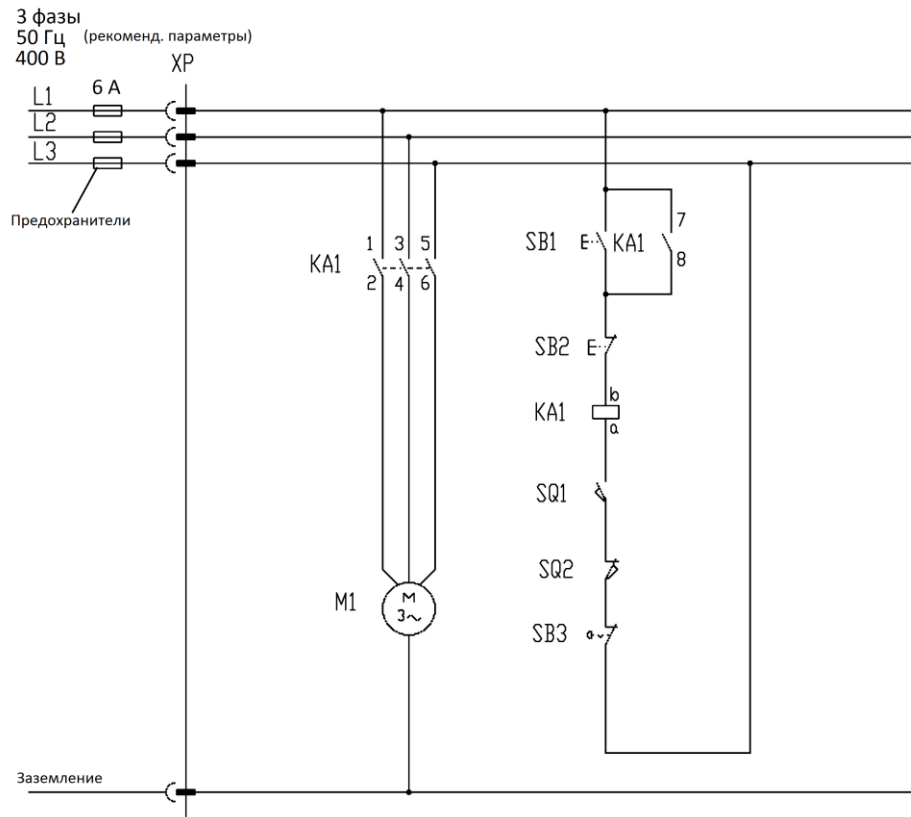 3 фазы
50 Гц (рекоменд. параметры)
400 В
XP
L1 6 А
L2
L3
Предохранители
KA1 1 3 5
2 4 6
SB1 KA1 7
8
SB2
KA1 b
a
SQ1
SQ2
M1 M
3~
SB3
Заземление